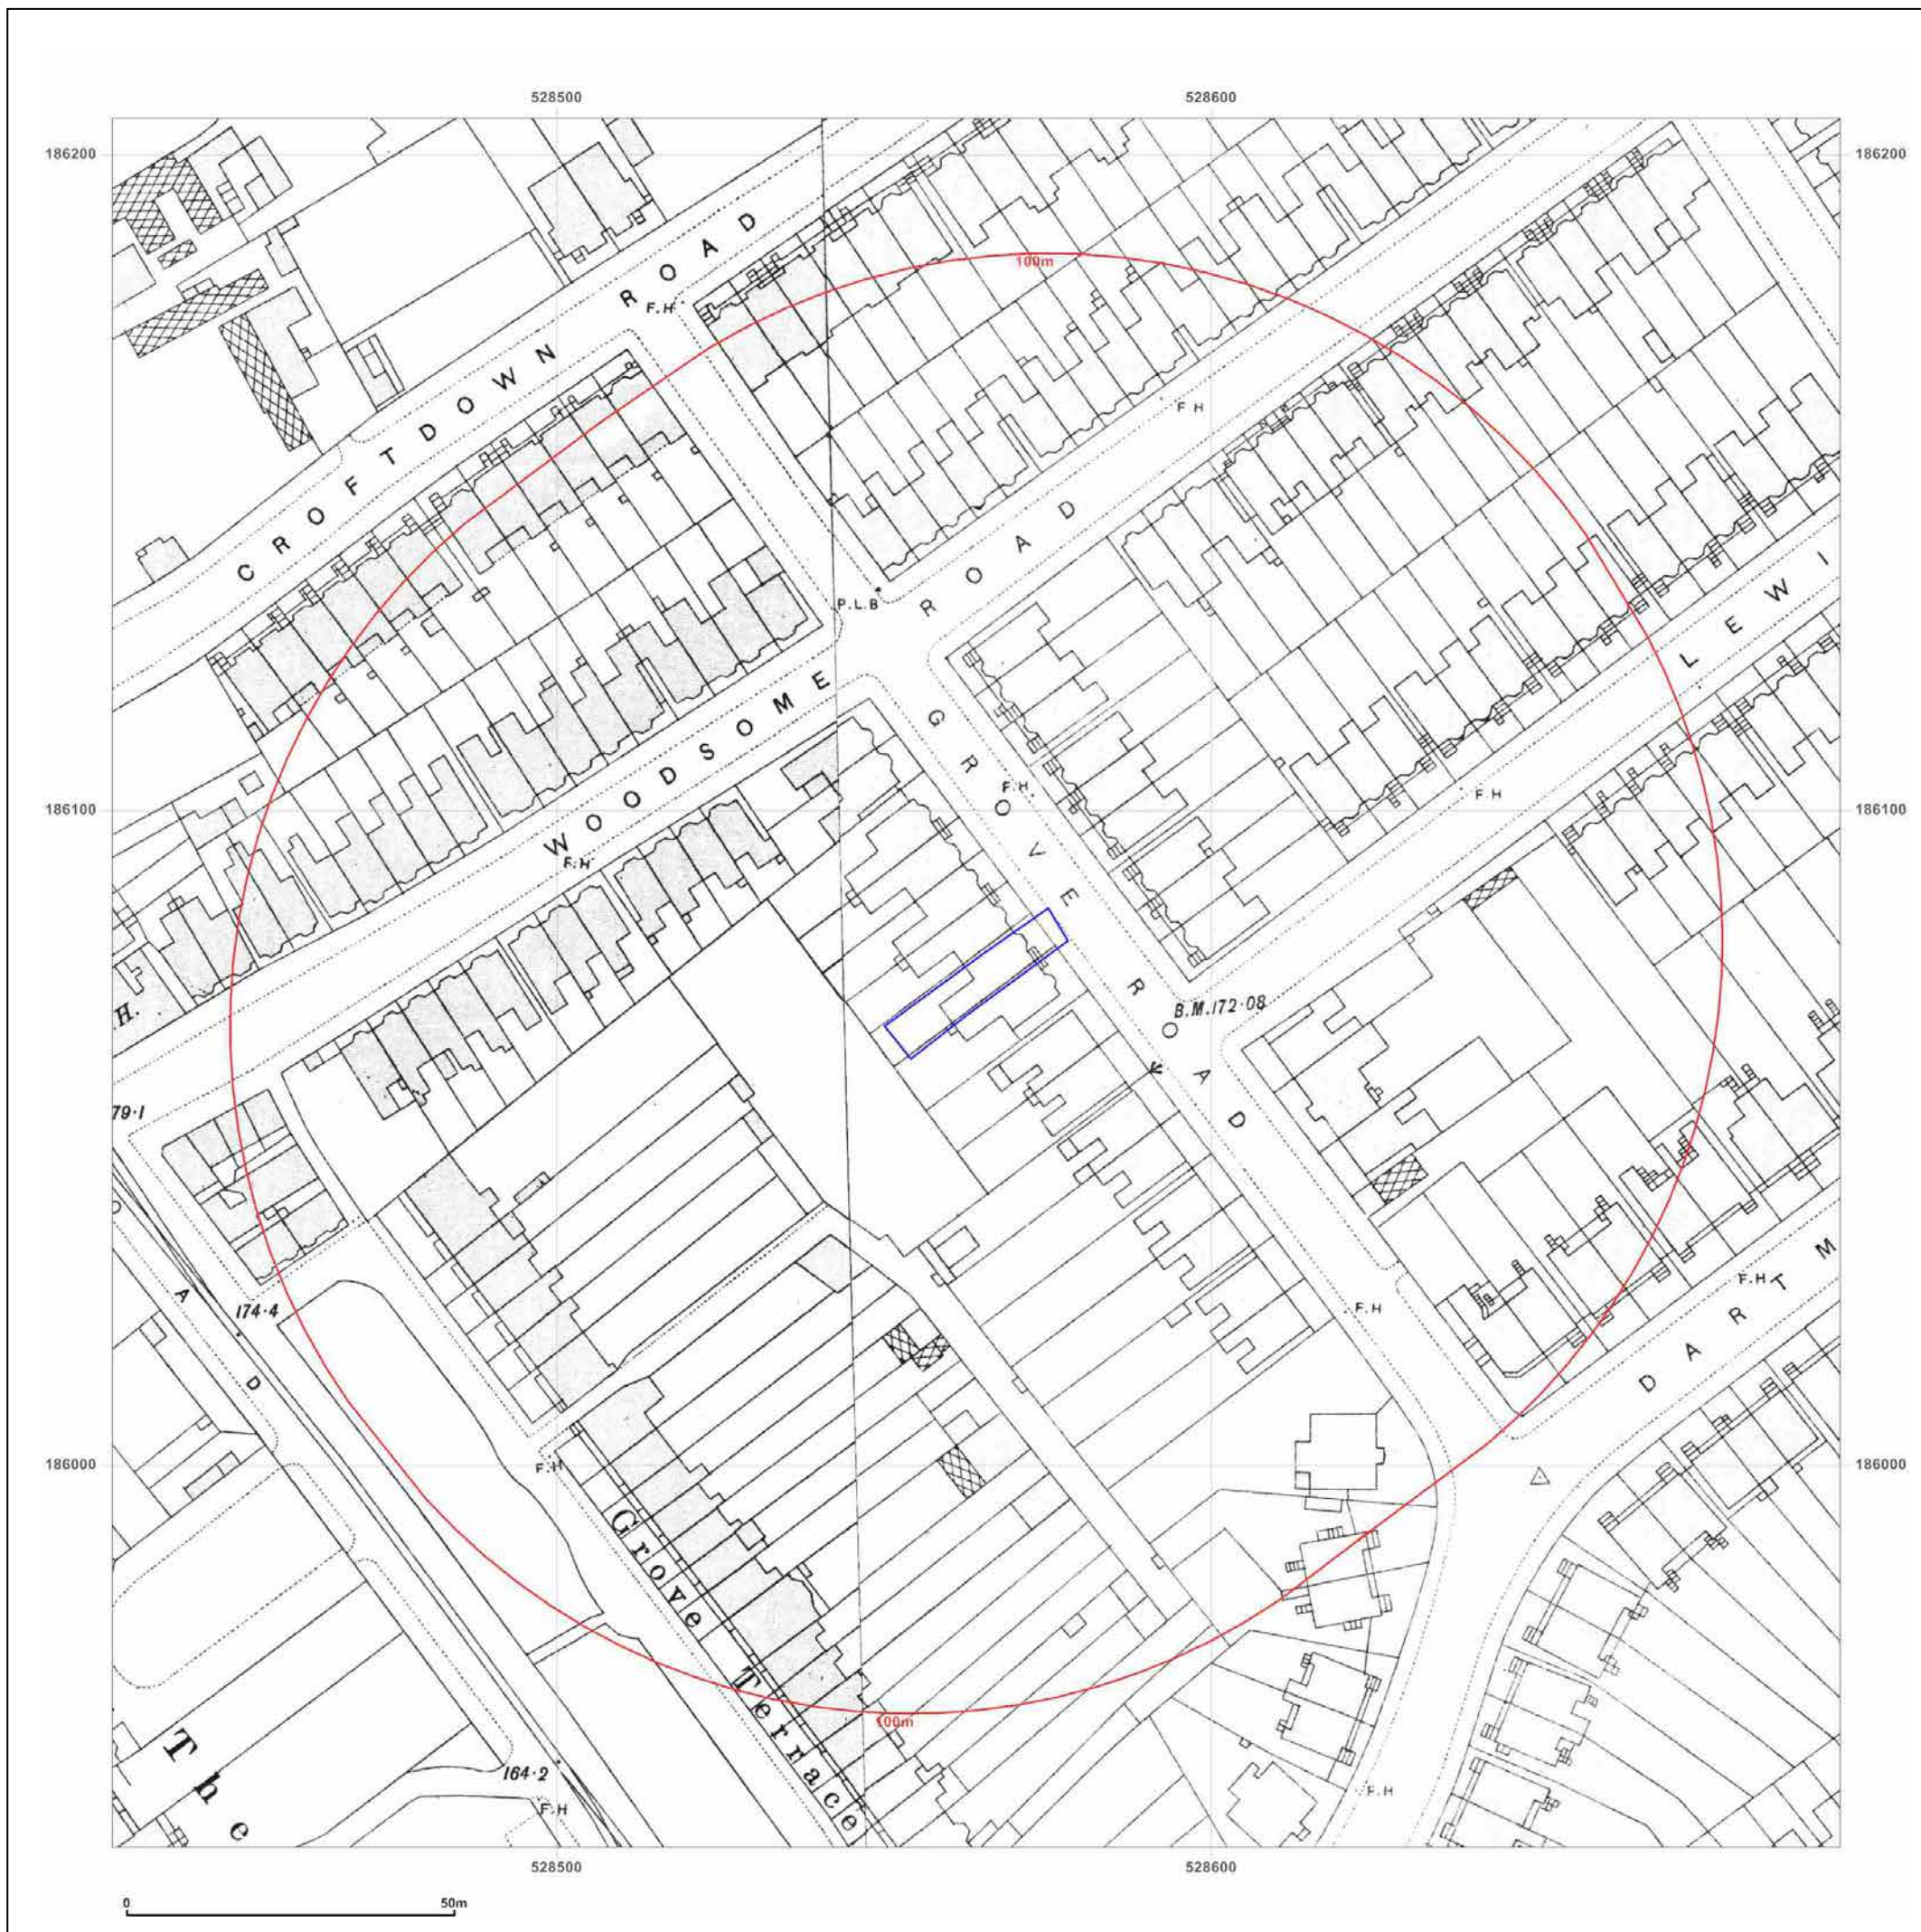 528500
528600
186200
186200
100m
CROFTDOWN ROAD
F.H
F H
P.L.B
WOODSOME ROAD
F.H
GROVE ROAD
F.H
LEWI
F.H
186100
186100
.H.
B.M.172·08
79·1
174·4
A
D
F.H
F.H
DARTM
186000
186000
F.H
Grove Terrace
100m
The
164·2
F.H
F.H
528500
528600
0
50m